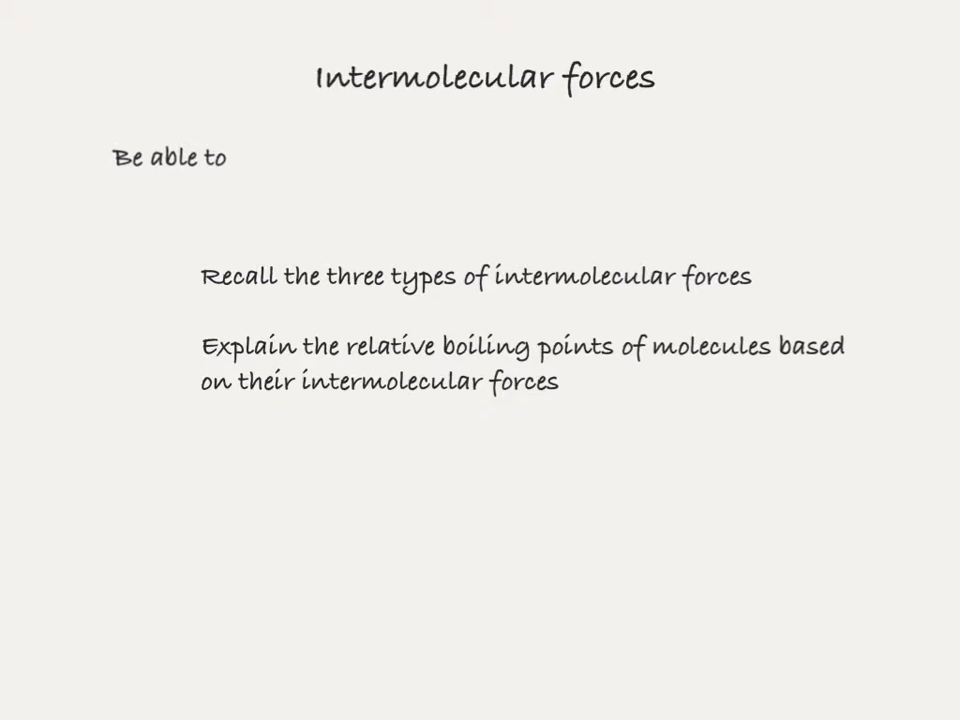 Intermolecular forces
Be able to
Recall the three types of intermolecular forces
Explain the relative boiling points of molecules based
on their intermolecular forces